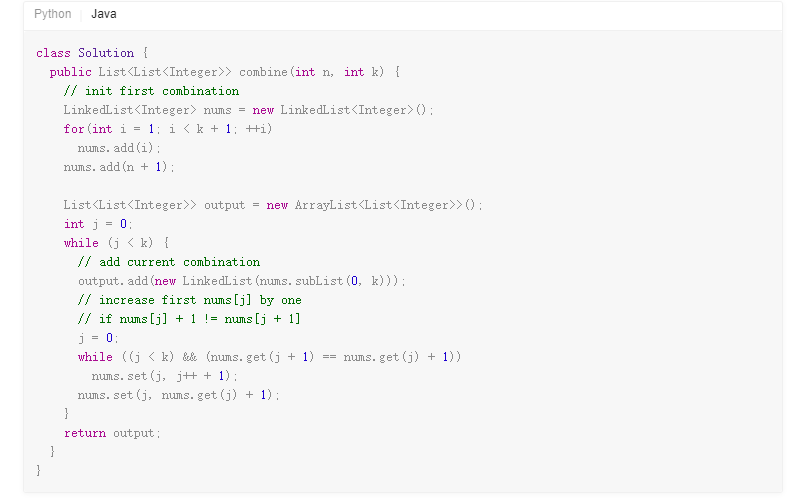 Python Java
class Solution {
  public List<List<Integer>> combine(int n, int k) {
    // init first combination
    LinkedList<Integer> nums = new LinkedList<Integer>();
    for(int i = 1; i < k + 1; ++i)
      nums.add(i);
    nums.add(n + 1);
    List<List<Integer>> output = new ArrayList<List<Integer>>();
    int j = 0;
    while (j < k) {
      // add current combination
      output.add(new LinkedList(nums.subList(0, k)));
      // increase first nums[j] by one
      // if nums[j] + 1 != nums[j + 1]
      j = 0;
      while ((j < k) && (nums.get(j + 1) == nums.get(j) + 1))
        nums.set(j, j++ + 1);
      nums.set(j, nums.get(j) + 1);
    }
    return output;
  }
}